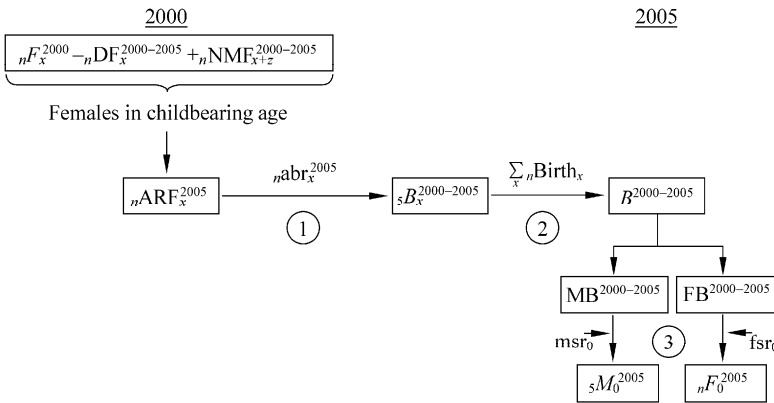 2000 2005
ₙFₓ²⁰⁰⁰ – ₙDFₓ²⁰⁰⁰⁻²⁰⁰⁵ + ₙNMFₓ₊z²⁰⁰⁰⁻²⁰⁰⁵
Females in childbearing age
ₙabrₓ²⁰⁰⁵ ∑ₓ ₙBirthₓ
ₙARFₓ²⁰⁰⁵ ₅Bₓ²⁰⁰⁰⁻²⁰⁰⁵ B²⁰⁰⁰⁻²⁰⁰⁵
1 2
MB²⁰⁰⁰⁻²⁰⁰⁵ FB²⁰⁰⁰⁻²⁰⁰⁵
msr₀ 3 fsr₀
₅M₀²⁰⁰⁵ ₙF₀²⁰⁰⁵